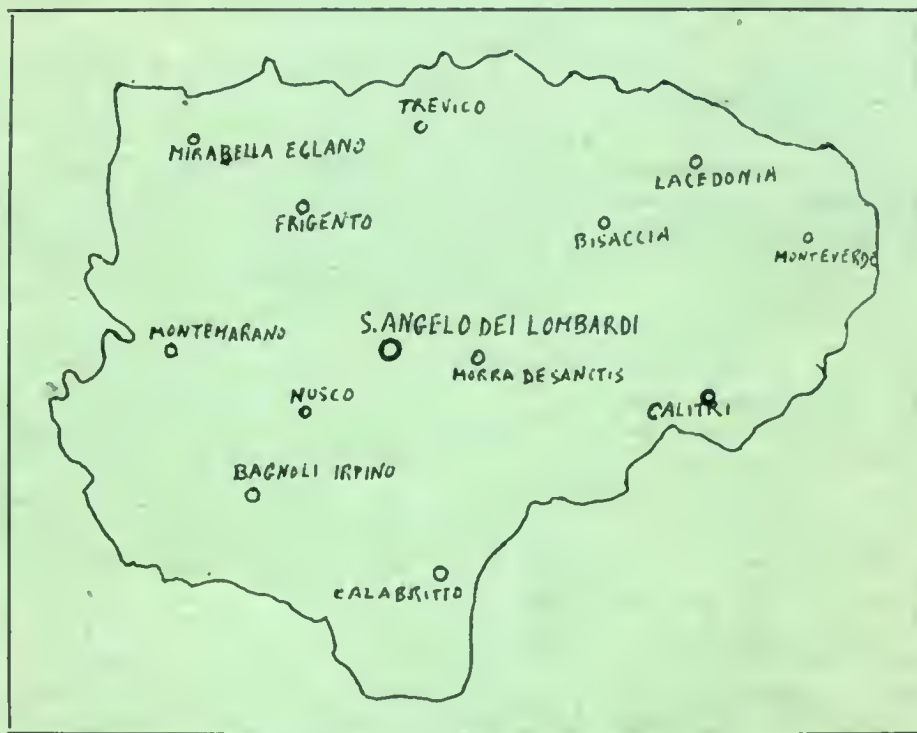 TREVICO
MIRABELLA ECLANO
LACEDONIA
FRIGENTO
BISACCIA
MONTEVERDE
MONTEMARANO
S. ANGELO DEI LOMBARDI
MORRA DE SANCTIS
NUSCO
CALITRI
BAGNOLI IRPINO
CALABRITTO